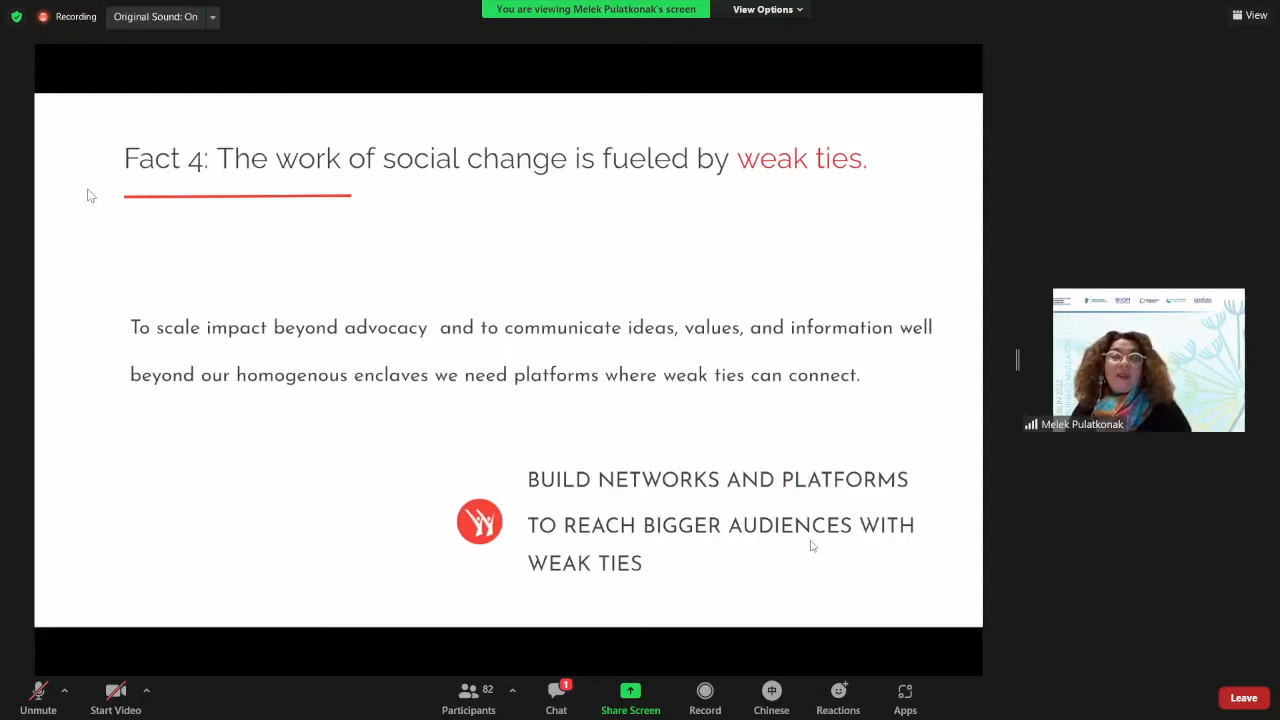 You are viewing Melek Pulatkonak's screen
View Options
Recording
Original Sound: On
View
Fact 4: The work of social change is fueled by weak ties.
To scale impact beyond advocacy and to communicate ideas, values, and information well
beyond our homogenous enclaves we need platforms where weak ties can connect.
BUILD NETWORKS AND PLATFORMS
TO REACH BIGGER AUDIENCES WITH
WEAK TIES
Melek Pulatkonak
82
1
中
Unmute
Start Video
Participants
Chat
Share Screen
Record
Chinese
Reactions
Apps
Leave